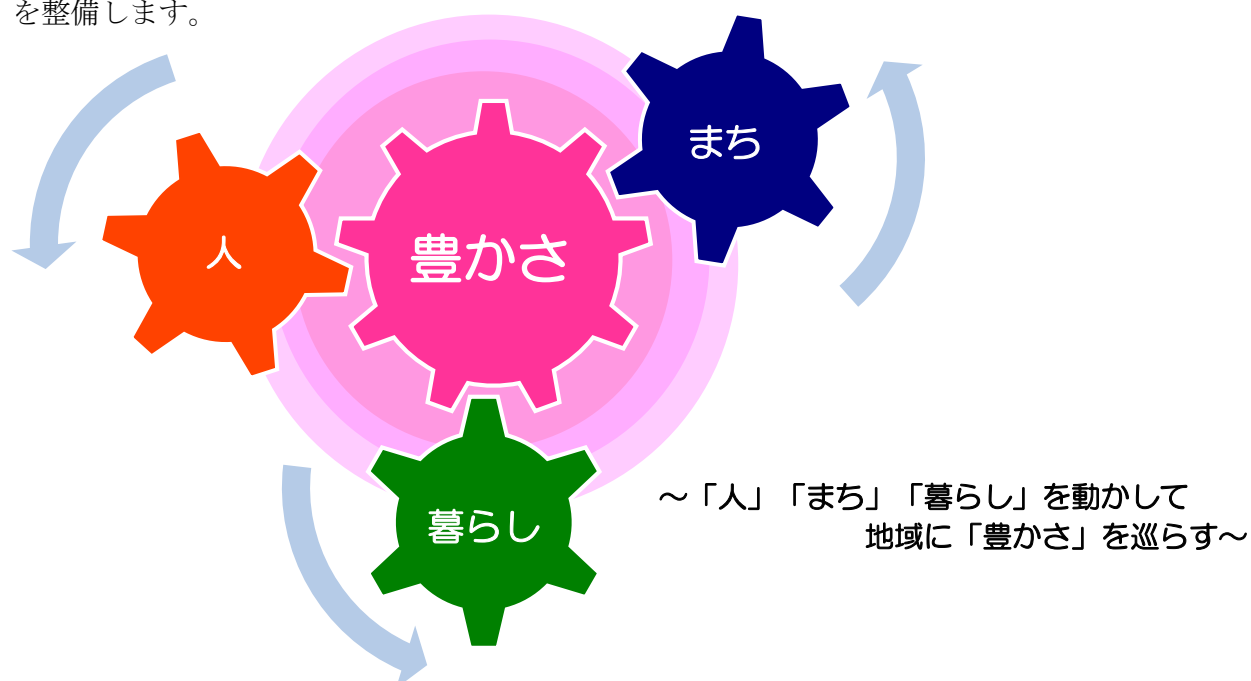 を整備します。
まち
豊かさ
人
暮らし
～「人」「まち」「暮らし」を動かして
地域に「豊かさ」を巡らす～